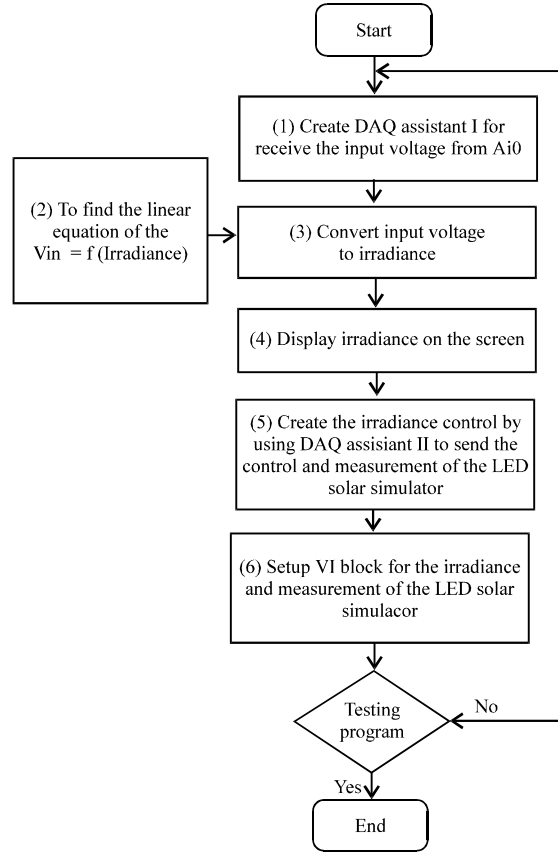 Start
(1) Create DAQ assistant I for
receive the input voltage from Ai0
(2) To find the linear
equation of the
Vin = f (Irradiance)
(3) Convert input voltage
to irradiance
(4) Display irradiance on the screen
(5) Create the irradiance control by
using DAQ assisiant II to send the
control and measurement of the LED
solar simulator
(6) Setup VI block for the irradiance
and measurement of the LED solar
simulacor
Testing
program
No
Yes
End